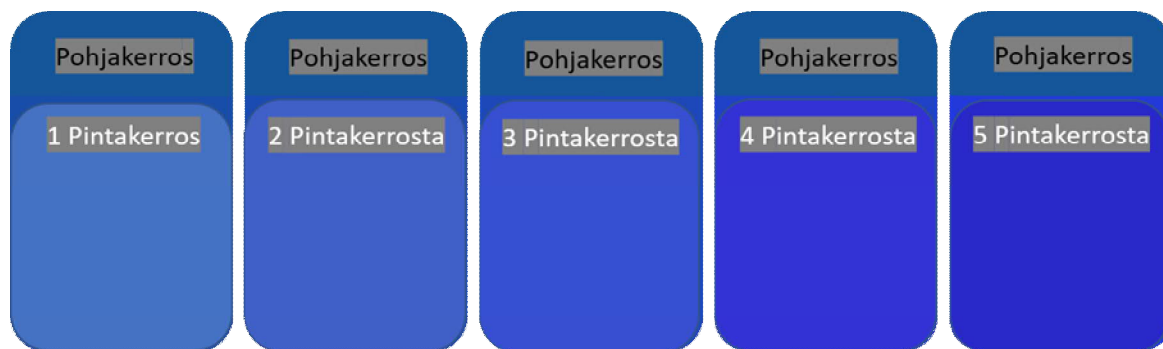 Pohjakerros
Pohjakerros
Pohjakerros
Pohjakerros
Pohjakerros
1 Pintakerros
2 Pintakerrosta
3 Pintakerrosta
4 Pintakerrosta
5 Pintakerrosta